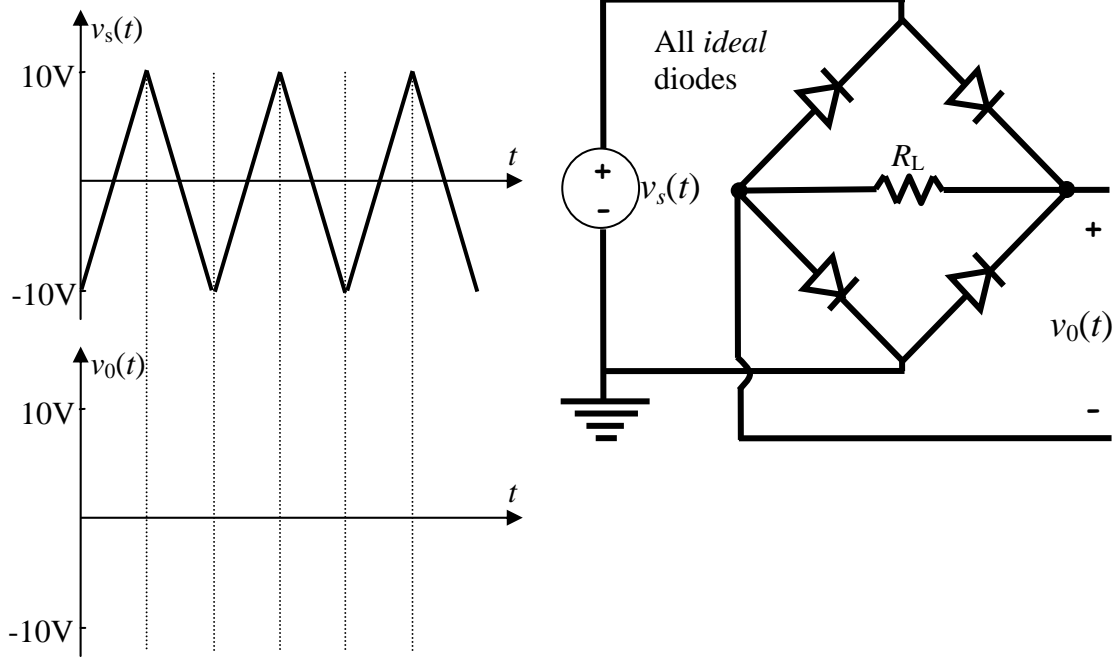 vs(t)
10V
t
-10V
v0(t)
10V
t
-10V
All ideal
diodes
+
-
vs(t)
RL
+
v0(t)
-